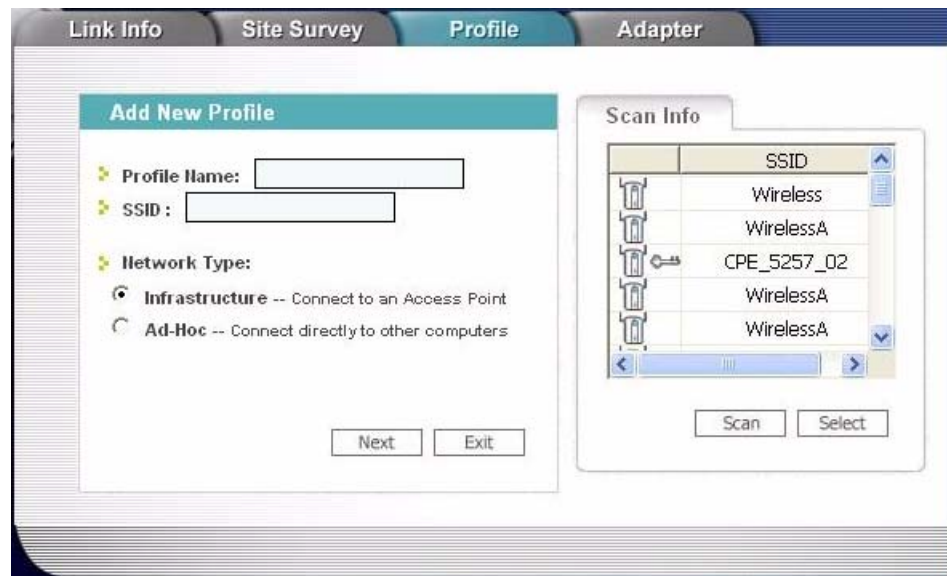 Link Info Site Survey Profile Adapter
Add New Profile
Profile Name:
SSID :
Network Type:
Infrastructure -- Connect to an Access Point
Ad-Hoc -- Connect directly to other computers
Next Exit
Scan Info
SSID
Wireless
WirelessA
CPE_5257_02
WirelessA
WirelessA
Scan Select